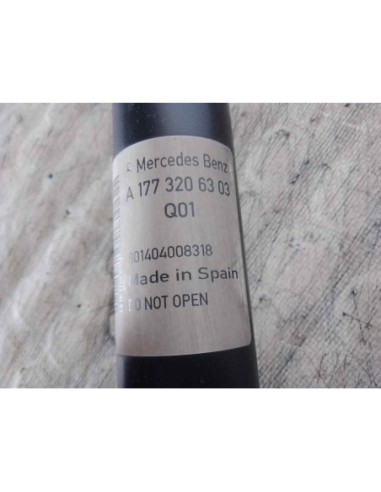 Mercedes Benz
A 177 320 63 03
Q01
01404008318
Made in Spain
DO NOT OPEN